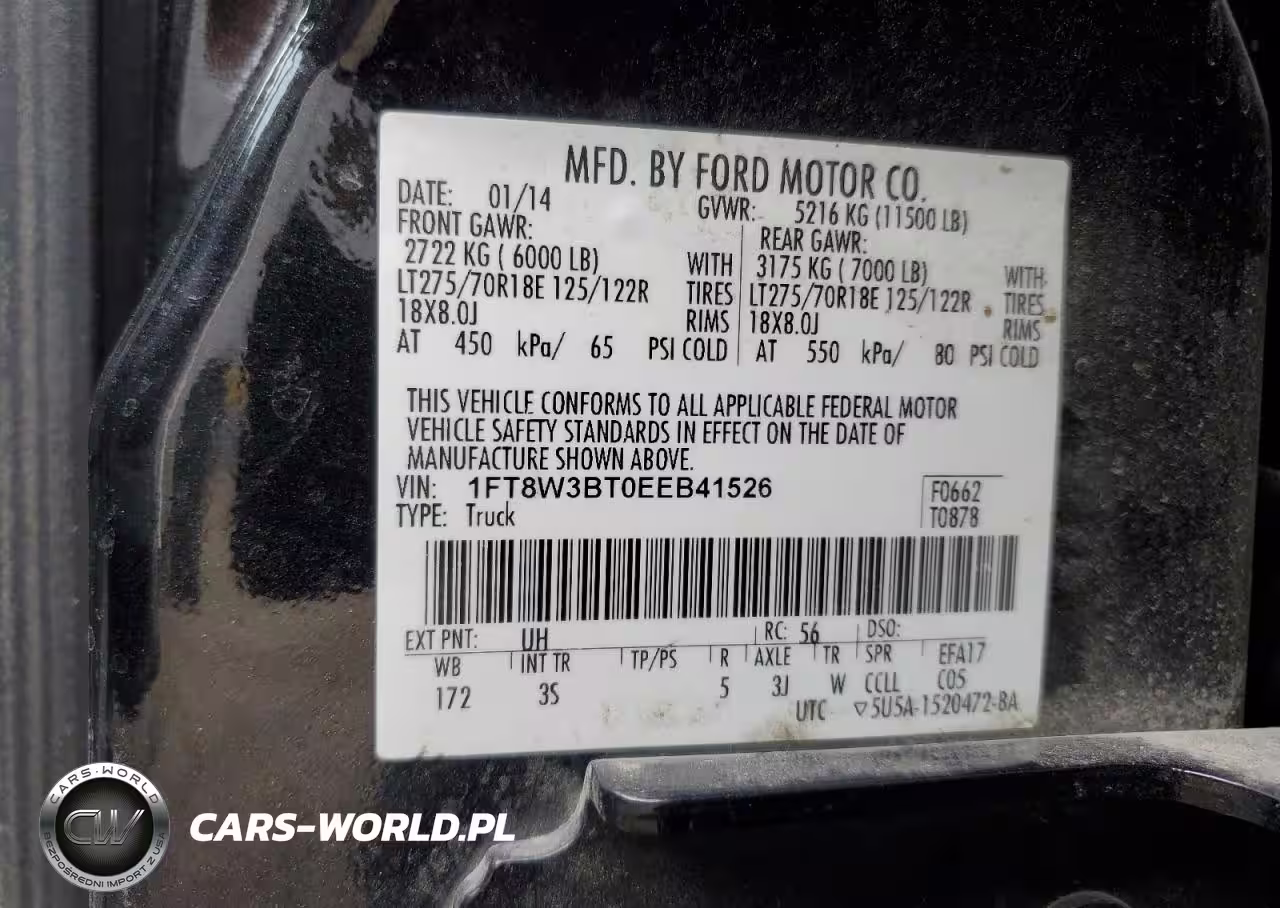 MFD. BY FORD MOTOR CO.
DATE: 01/14 GVWR: 5216 KG (11500 LB)
FRONT GAWR: REAR GAWR:
2722 KG ( 6000 LB) WITH 3175 KG ( 7000 LB) WITH
LT275/70R18E 125/122R TIRES LT275/70R18E 125/122R TIRES
18X8.0J RIMS 18X8.0J RIMS
AT 450 kPa/ 65 PSI COLD AT 550 kPa/ 80 PSI COLD
THIS VEHICLE CONFORMS TO ALL APPLICABLE FEDERAL MOTOR
VEHICLE SAFETY STANDARDS IN EFFECT ON THE DATE OF
MANUFACTURE SHOWN ABOVE.
VIN: 1FT8W3BT0EEB41526 F0662
TYPE: Truck T0878
EXT PNT: UH RC: 56 DSO:
WB INT TR TP/PS R AXLE TR SPR EFA17
172 3S 5 3J W CCLL C05
UTC ▽5U5A-1520472-BA
CARS-WORLD
CW
BEZPOŚREDNI IMPORT Z USA
CARS-WORLD.PL